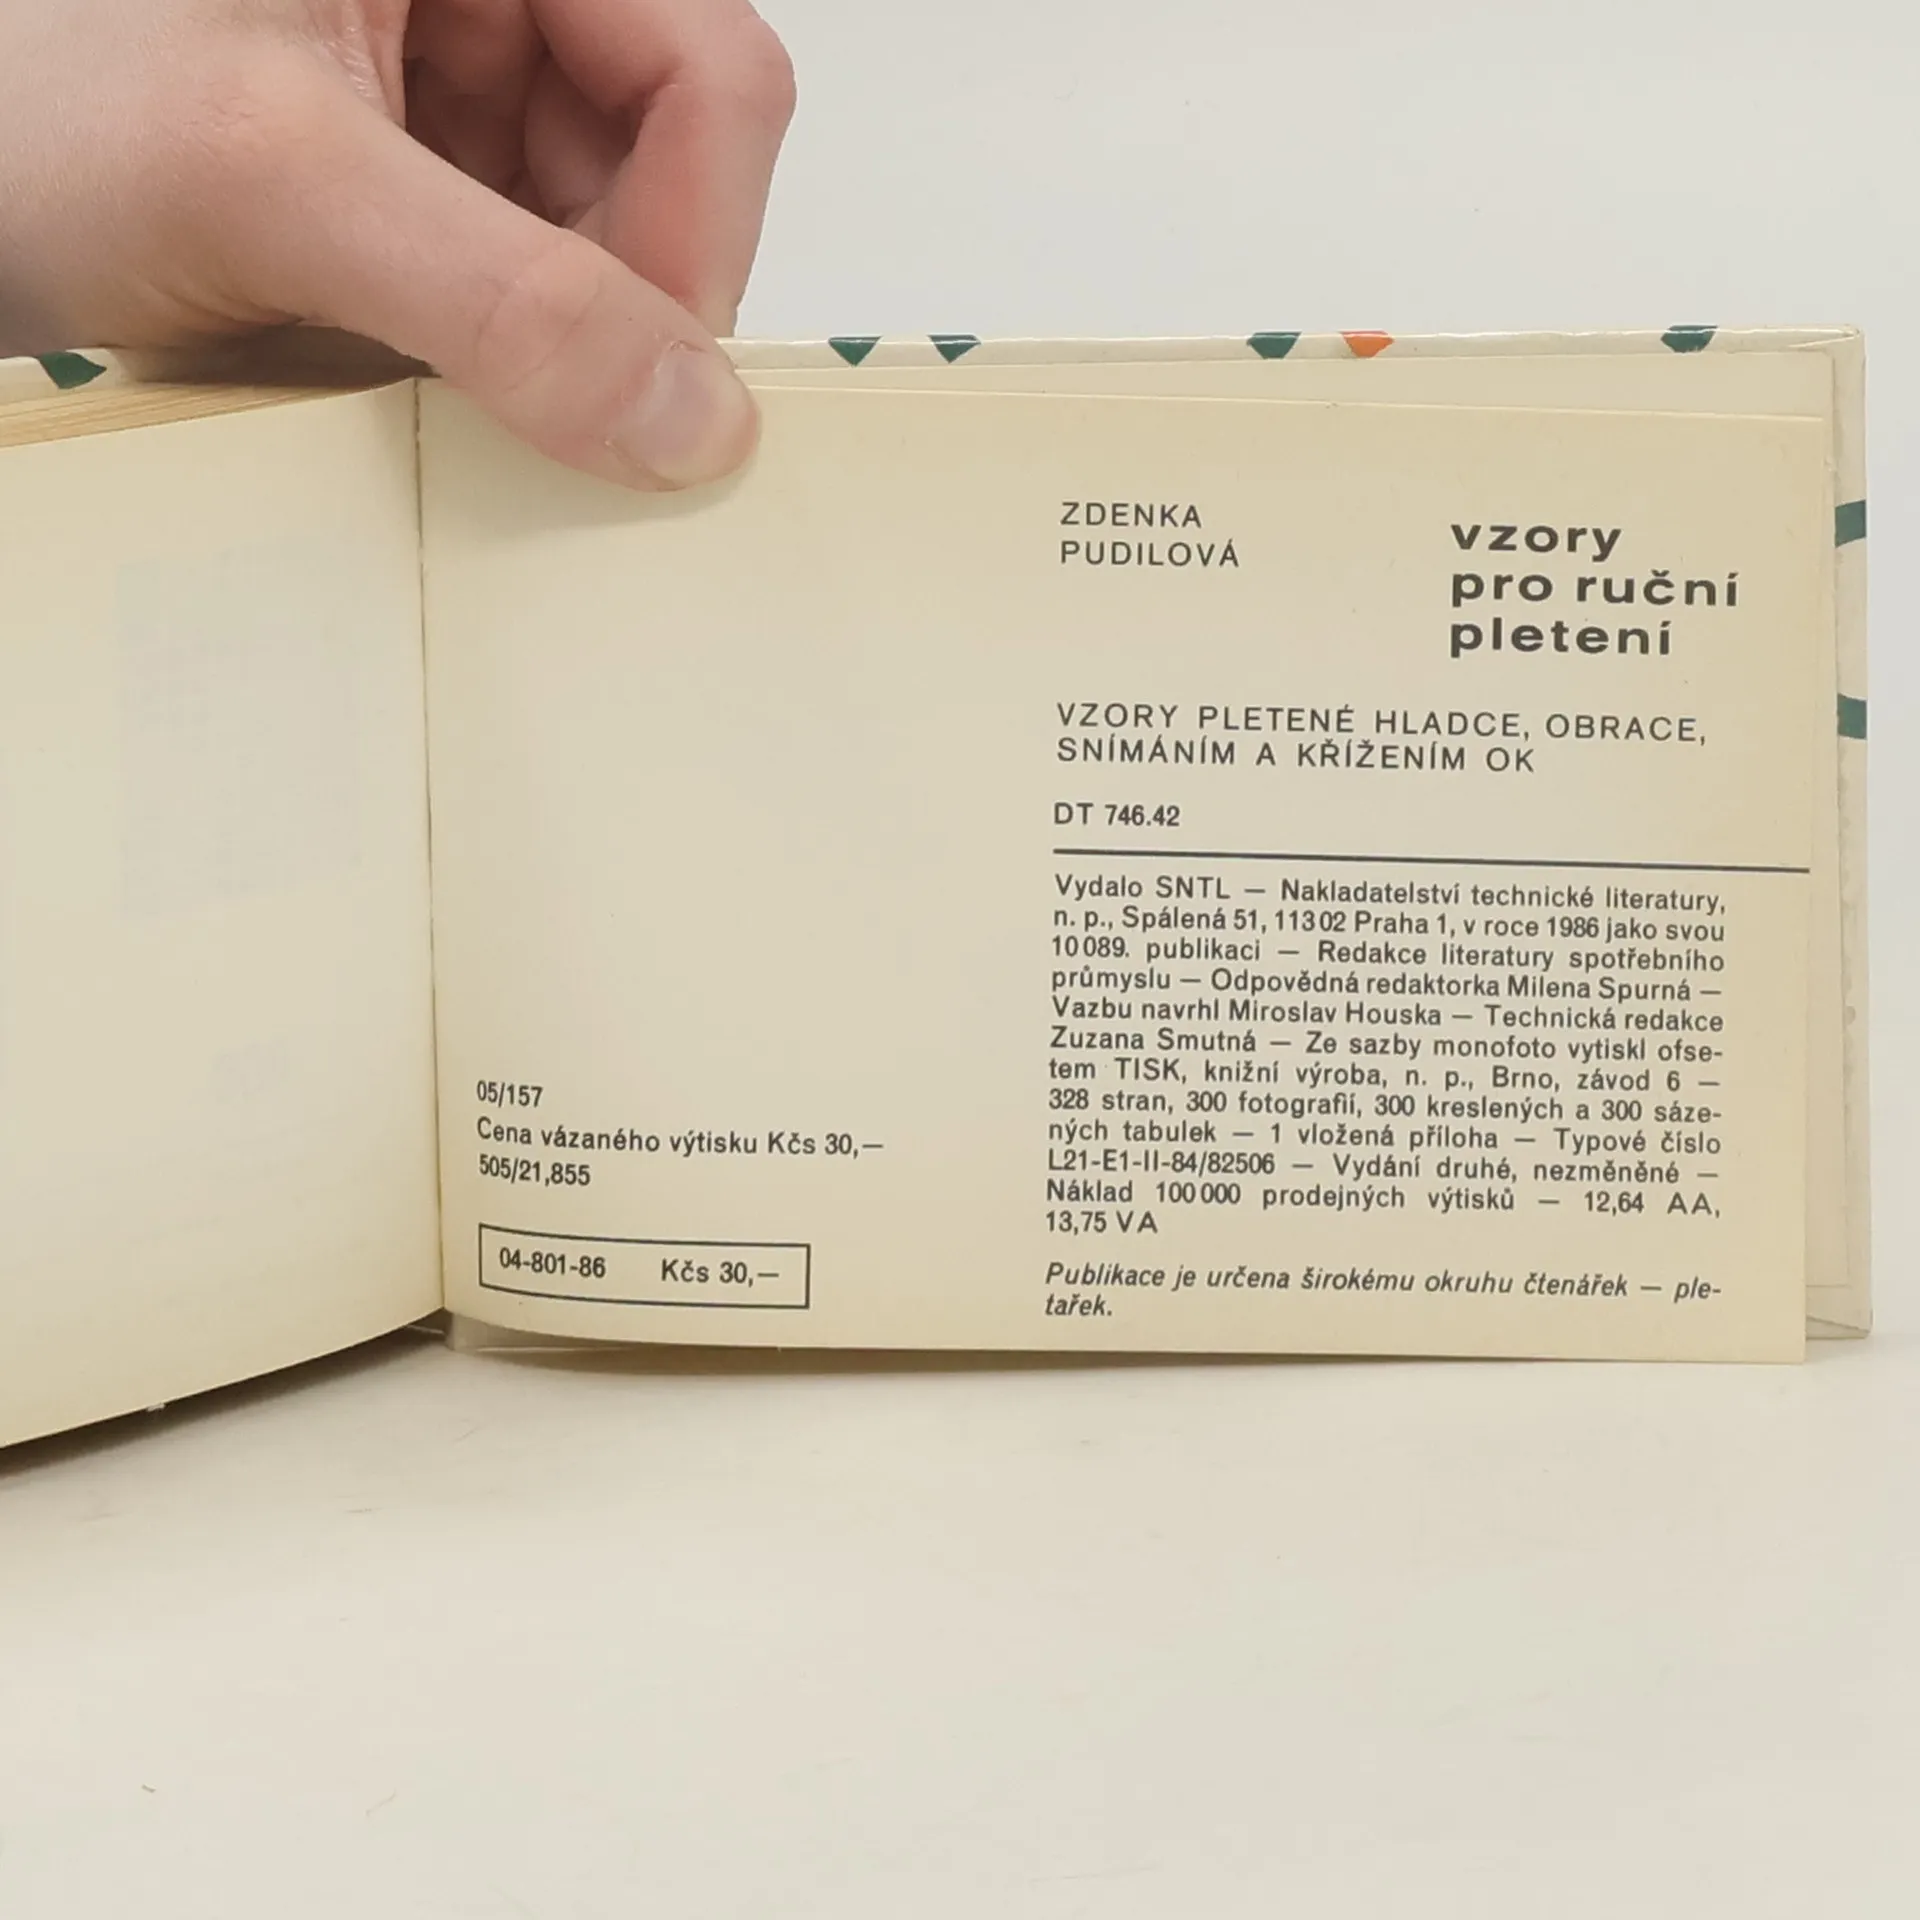 ZDENKA
PUDILOVÁ
vzory
pro ruční
pletení
VZORY PLETENÉ HLADCE, OBRACE,
SNÍMÁNÍM A KŘÍŽENÍM OK
DT 746.42
Vydalo SNTL — Nakladatelství technické literatury,
n. p., Spálená 51, 113 02 Praha 1, v roce 1986 jako svou
10 089. publikaci — Redakce literatury spotřebního
průmyslu — Odpovědná redaktorka Milena Spurná —
Vazbu navrhl Miroslav Houska — Technická redakce
Zuzana Smutná — Ze sazby monofoto vytiskl ofse-
tem TISK, knižní výroba, n. p., Brno, závod 6 —
328 stran, 300 fotografií, 300 kreslených a 300 sáze-
ných tabulek — 1 vložená příloha — Typové číslo
L21-E1-II-84/82506 — Vydání druhé, nezměněné —
Náklad 100 000 prodejných výtisků — 12,64 AA,
13,75 VA
Publikace je určena širokému okruhu čtenářek — ple-
tařek.
05/157
Cena vázaného výtisku Kčs 30,—
505/21,855
04-801-86 Kčs 30,—